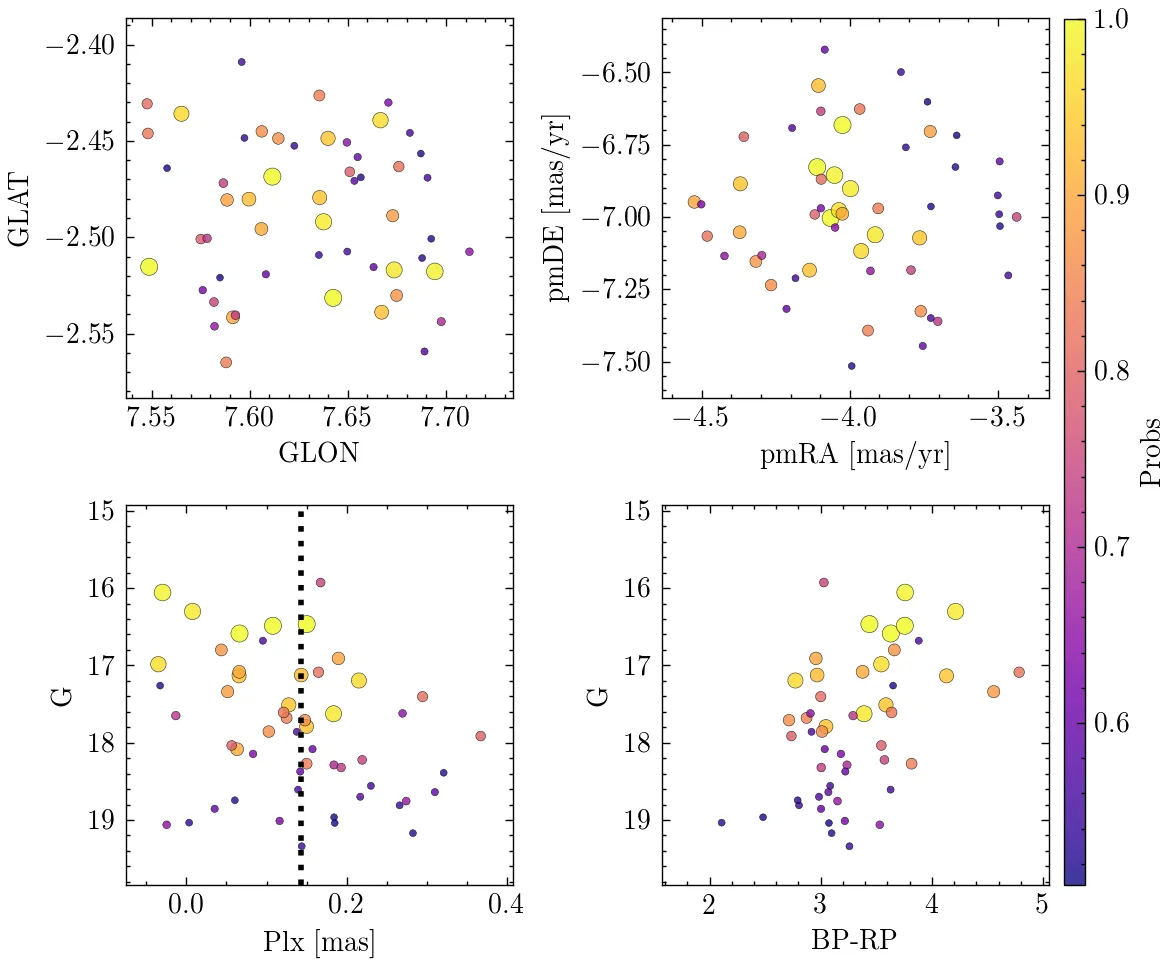 −2.40
−2.45
−2.50
−2.55
GLAT
7.55 7.60 7.65 7.70
GLON
−6.50
−6.75
−7.00
−7.25
−7.50
pmDE [mas/yr]
−4.5 −4.0 −3.5
pmRA [mas/yr]
15
16
17
18
19
G
0.0 0.2 0.4
Plx [mas]
15
16
17
18
19
G
2 3 4 5
BP-RP
1.0
0.9
0.8
0.7
0.6
Probs